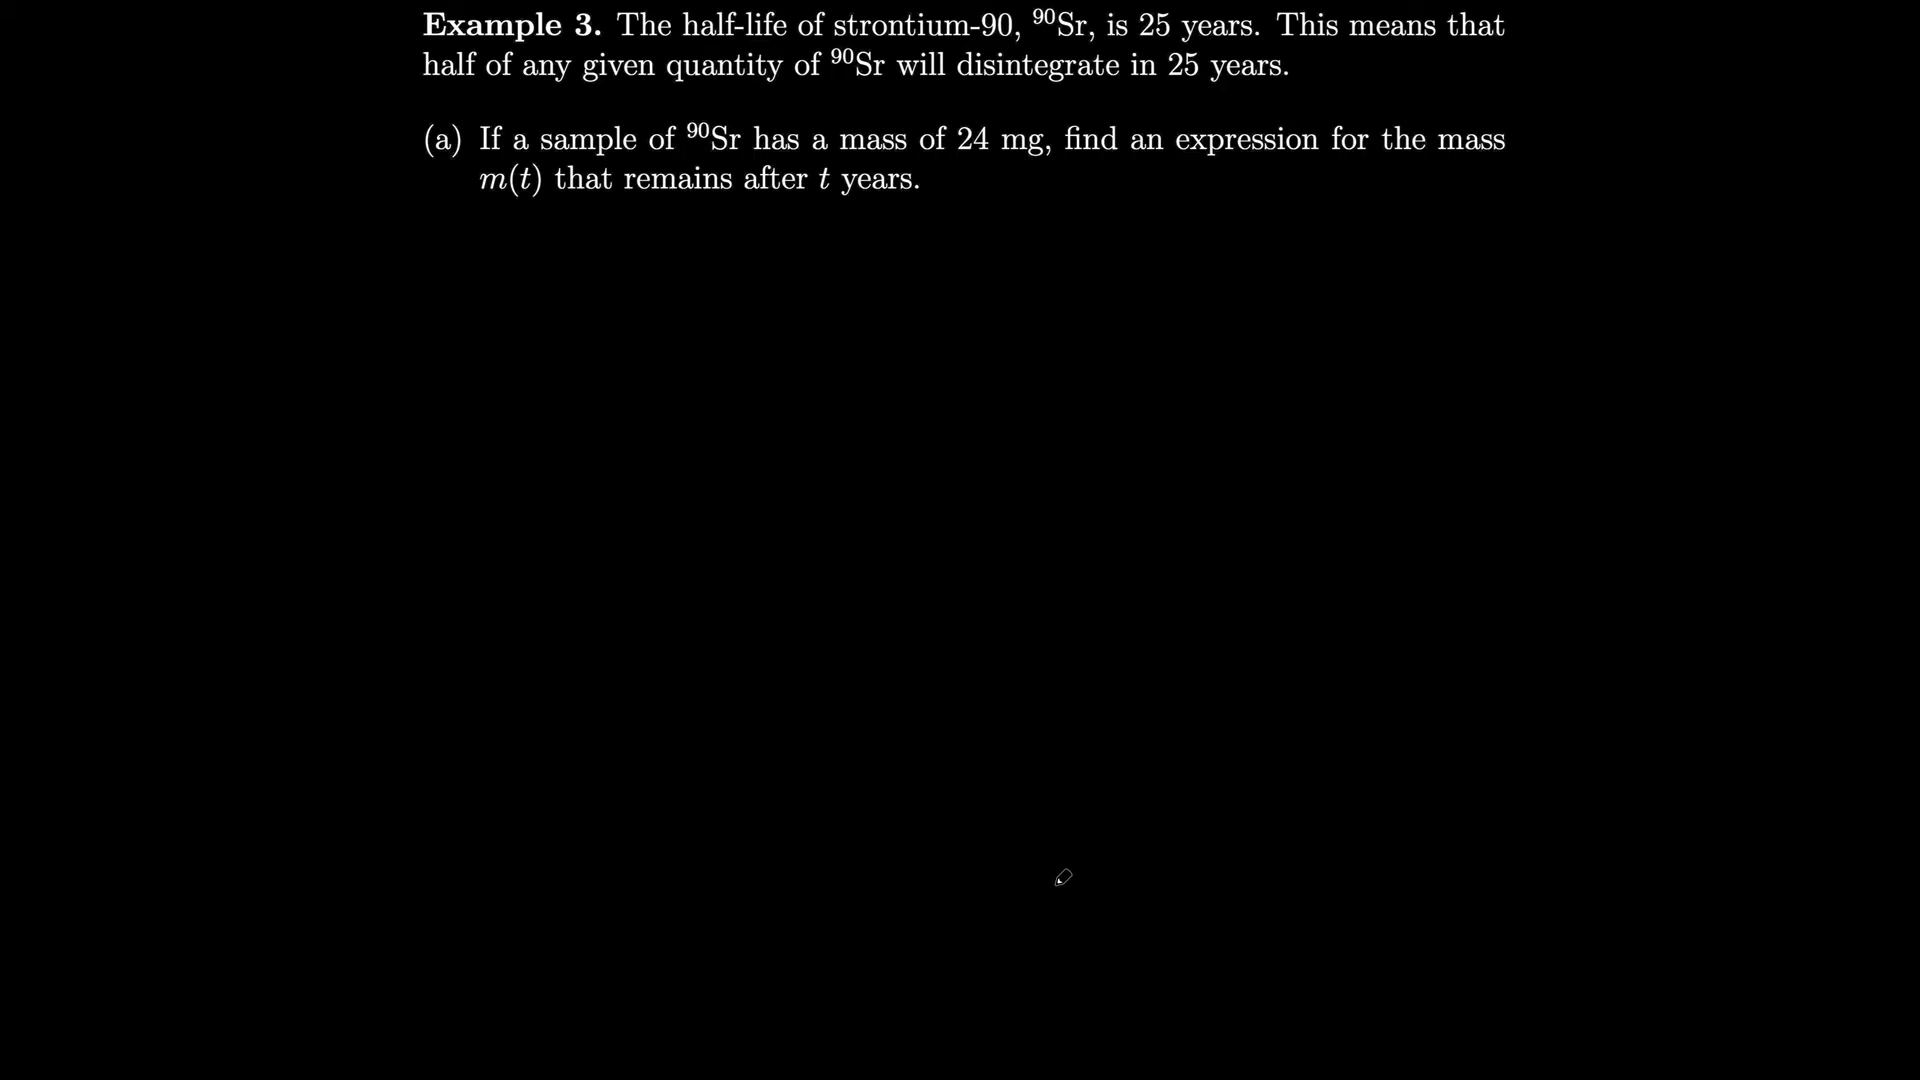 Example 3. The half-life of strontium-90, ⁹⁰Sr, is 25 years. This means that
half of any given quantity of ⁹⁰Sr will disintegrate in 25 years.
(a) If a sample of ⁹⁰Sr has a mass of 24 mg, find an expression for the mass
m(t) that remains after t years.